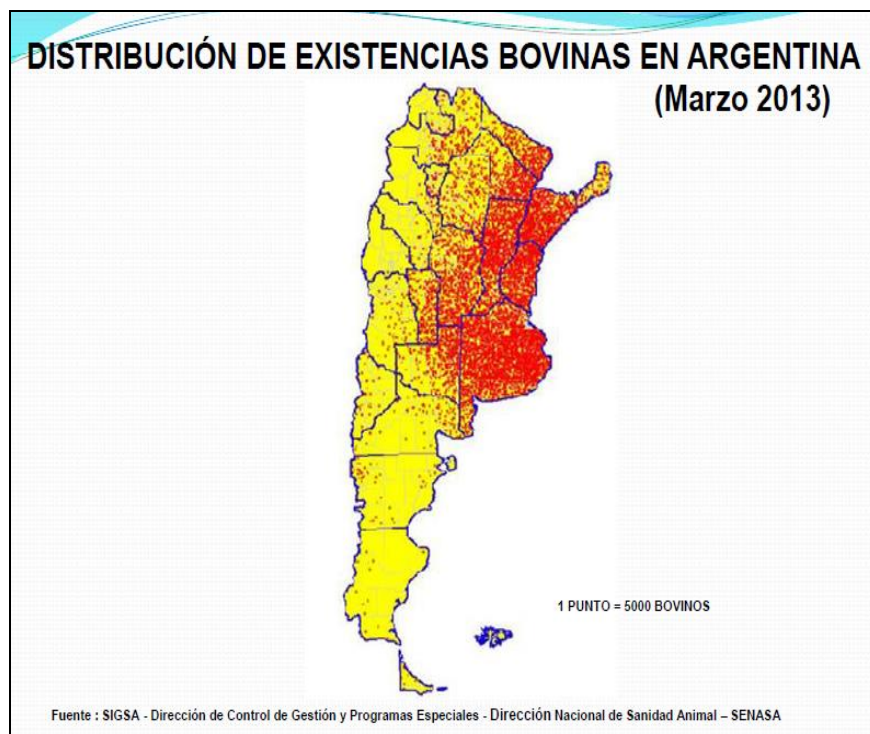 DISTRIBUCIÓN DE EXISTENCIAS BOVINAS EN ARGENTINA
(Marzo 2013)
1 PUNTO = 5000 BOVINOS
Fuente : SIGSA - Dirección de Control de Gestión y Programas Especiales - Dirección Nacional de Sanidad Animal – SENASA